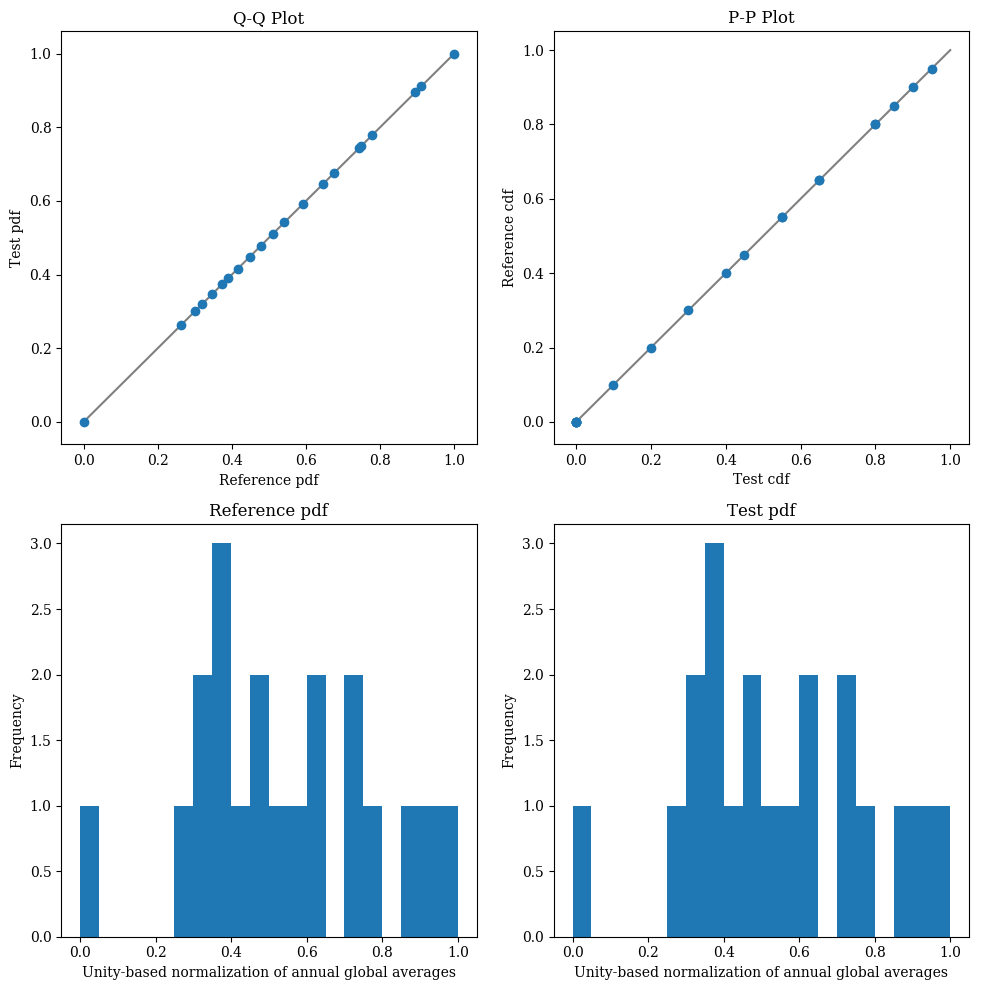 Q-Q Plot
1.0
0.8
0.6
0.4
0.2
0.0
Test pdf
0.0 0.2 0.4 0.6 0.8 1.0
Reference pdf
P-P Plot
1.0
0.8
0.6
0.4
0.2
0.0
Reference cdf
0.0 0.2 0.4 0.6 0.8 1.0
Test cdf
Reference pdf
3.0
2.5
2.0
1.5
1.0
0.5
0.0
Frequency
0.0 0.2 0.4 0.6 0.8 1.0
Unity-based normalization of annual global averages
Test pdf
3.0
2.5
2.0
1.5
1.0
0.5
0.0
Frequency
0.0 0.2 0.4 0.6 0.8 1.0
Unity-based normalization of annual global averages